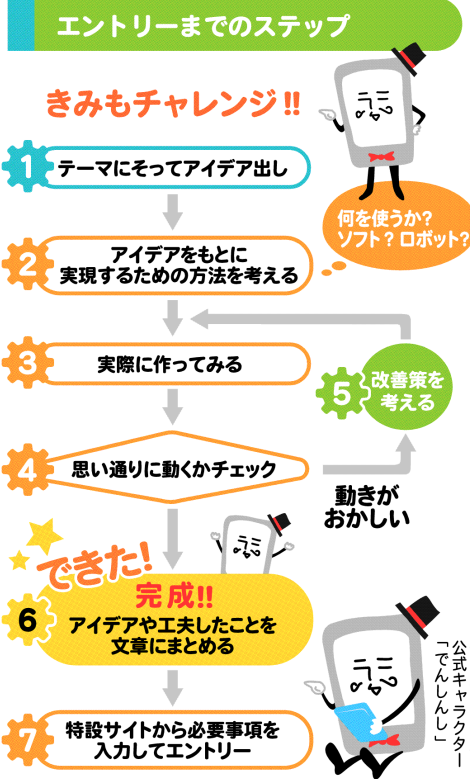 エントリーまでのステップ
きみもチャレンジ!!
1
テーマにそってアイデア出し
何を使うか?
ソフト? ロボット?
2
アイデアをもとに
実現するための方法を考える
3
実際に作ってみる
5
改善策を
考える
4
思い通りに動くかチェック
動きが
おかしい
できた!
完成!!
6
アイデアや工夫したことを
文章にまとめる
公式キャラクター
「でんしんし」
7
特設サイトから必要事項を
入力してエントリー